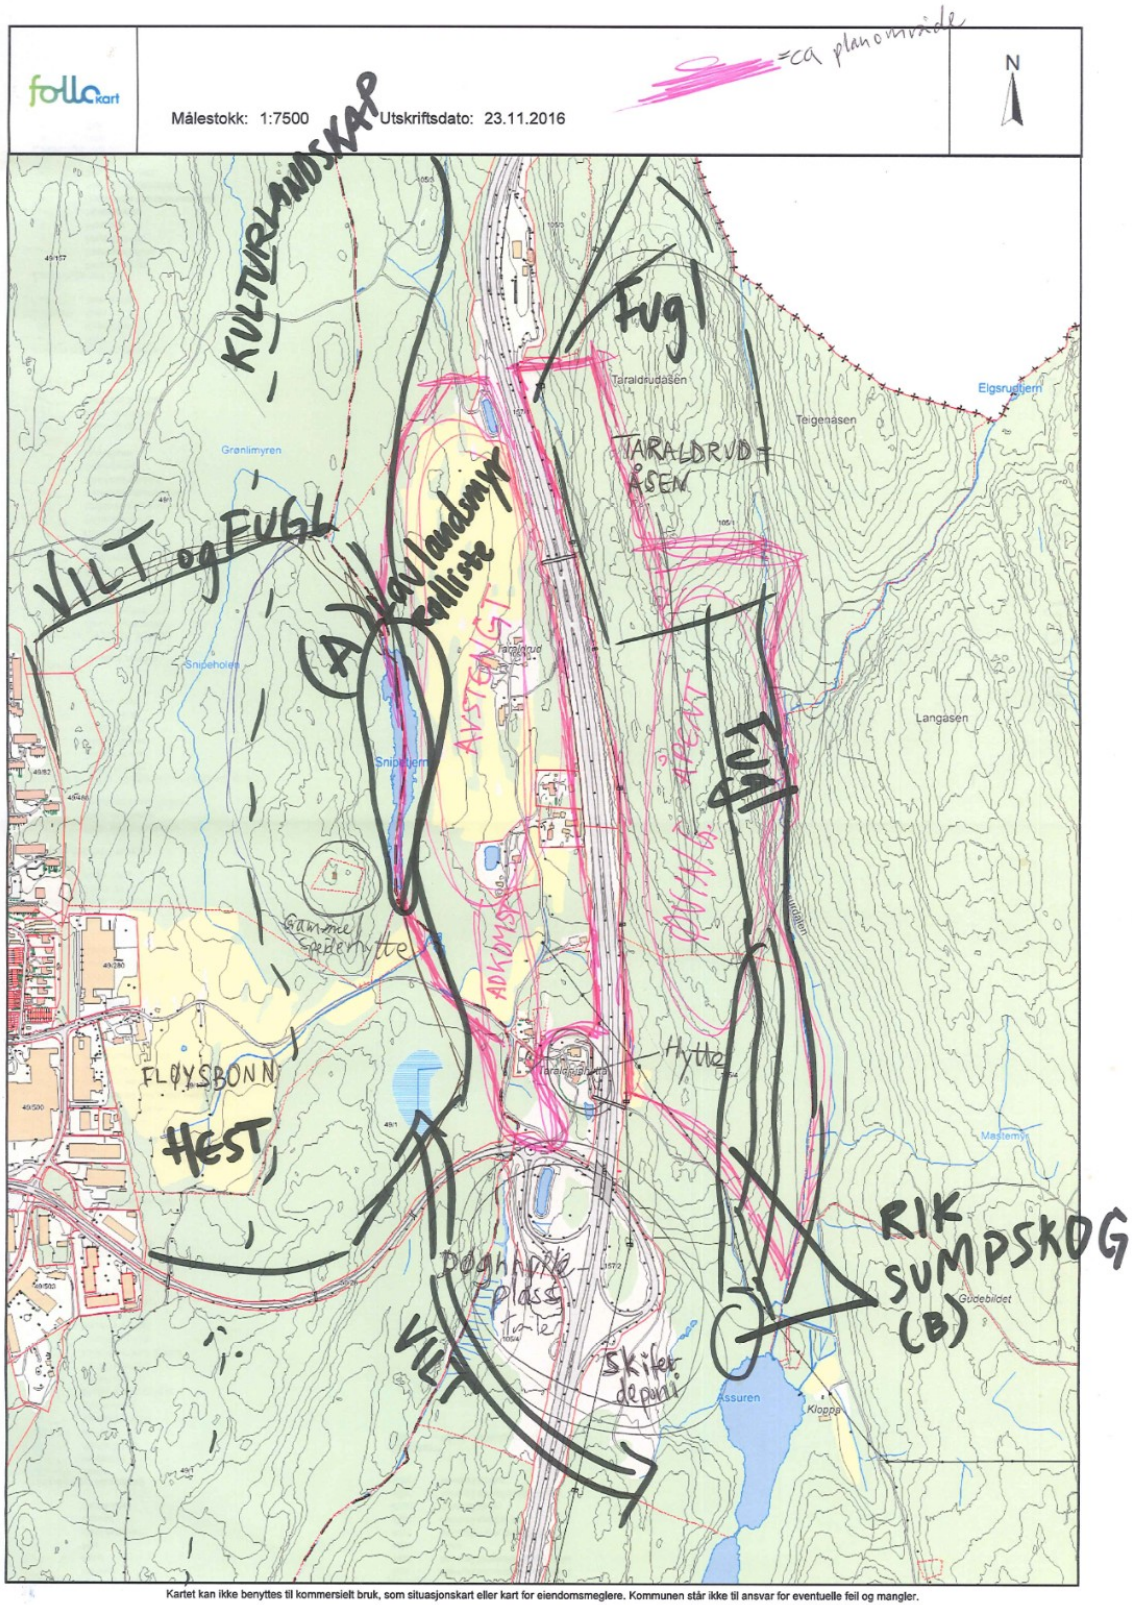 =ca planområde
follo kart
Målestokk: 1:7500
Utskriftsdato: 23.11.2016
N
KULTURLANDSKAP
Fugl
Taraldrudåsen
Elgsrudtjern
Teigenåsen
Grønlimyren
TARALDRUD=
ÅSEN
VILT og FUGL
Lavlandsmyr
Rødliste
(A)
AVSTENGT
Taraldrud
Snipeholen
Langåsen
ÅPENT
Fugl
Snipetjern
ØVING
ADKOMST
Gamme
Speiderhytte
Hytte
FLØYSBONN
HEST
Mastemyr
RIK
SUMPSKOG
(B)
Gudebildet
Døgnhvile
plass
VILT
Skifer
deponi
Assuren
Kloppa
Kartet kan ikke benyttes til kommersielt bruk, som situasjonskart eller kart for eiendomsmeglere. Kommunen står ikke til ansvar for eventuelle feil og mangler.